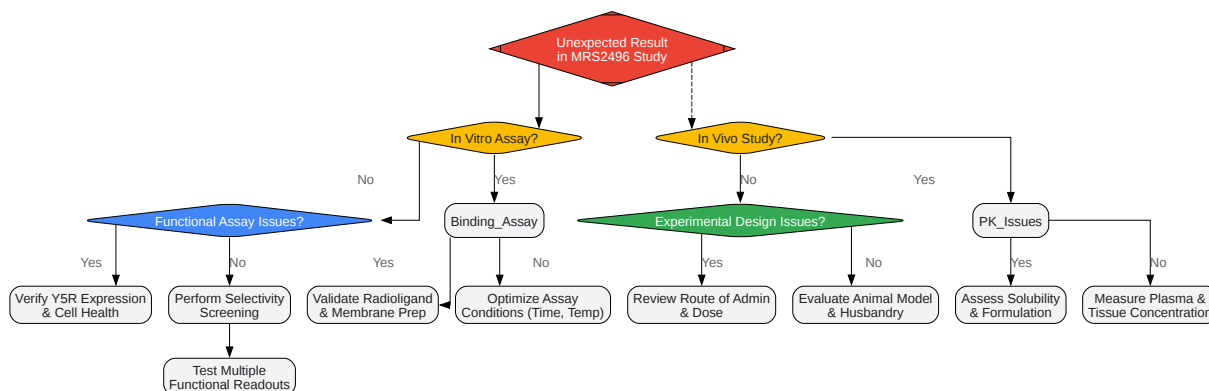 Unexpected Result
in MRS2496 Study
In Vitro Assay?
In Vivo Study?
No
Yes
No
Yes
Functional Assay Issues?
Binding_Assay
Experimental Design Issues?
PK_Issues
Yes
No
Yes
No
Yes
No
Yes
No
Verify Y5R Expression
& Cell Health
Perform Selectivity
Screening
Validate Radioligand
& Membrane Prep
Optimize Assay
Conditions (Time, Temp)
Review Route of Admin
& Dose
Evaluate Animal Model
& Husbandry
Assess Solubility
& Formulation
Measure Plasma &
Tissue Concentration
Test Multiple
Functional Readouts